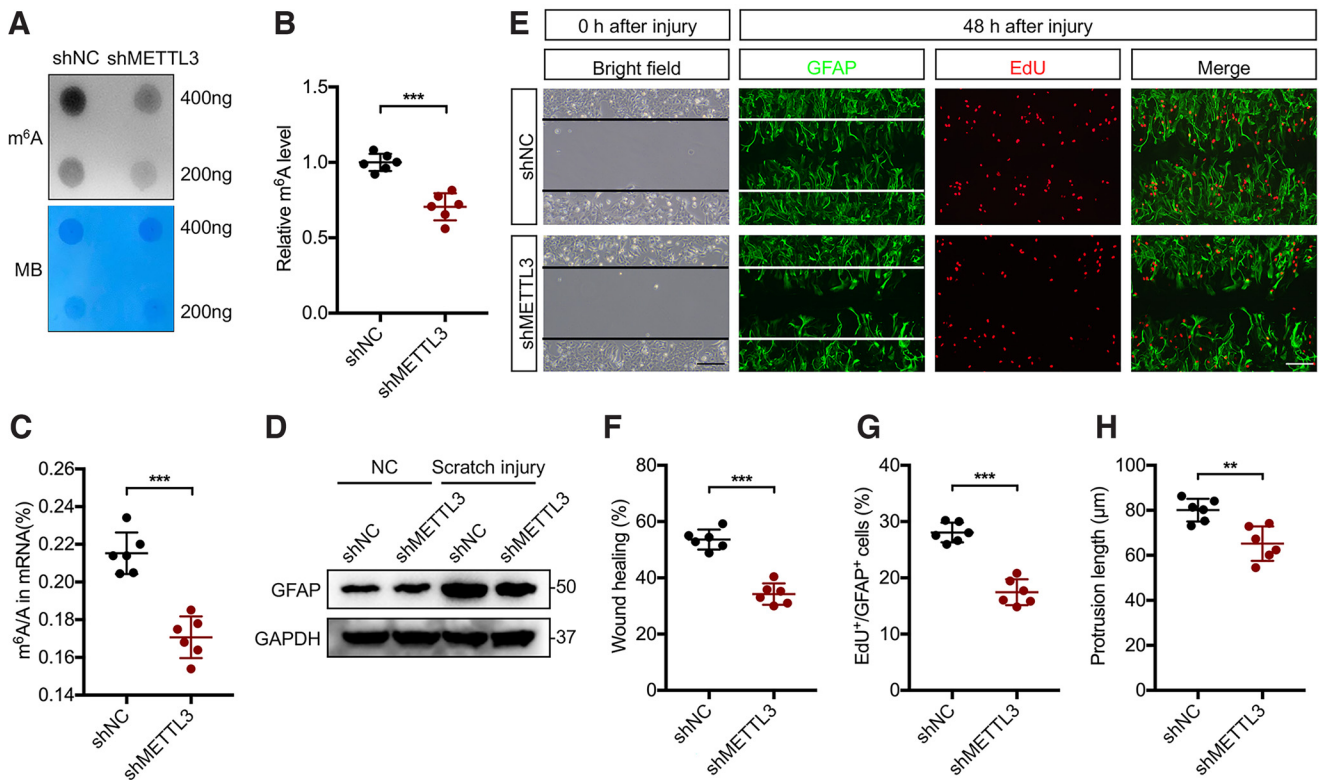 A
shNC shMETTL3
m⁶A
400ng
200ng
MB
400ng
200ng
B
Relative m⁶A level
1.5
1.0
0.5
0.0
***
shNC
shMETTL3
E
0 h after injury
48 h after injury
Bright field
GFAP
EdU
Merge
shNC
shMETTL3
C
m⁶A/A in mRNA(%)
0.26
0.24
0.22
0.20
0.18
0.16
0.14
***
shNC
shMETTL3
D
NC
Scratch injury
shNC
shMETTL3
shNC
shMETTL3
GFAP
-50
GAPDH
-37
F
Wound healing (%)
80
60
40
20
0
***
shNC
shMETTL3
G
EdU⁺/GFAP⁺ cells (%)
40
30
20
10
0
***
shNC
shMETTL3
H
Protrusion length (μm)
100
80
60
40
20
0
**
shNC
shMETTL3